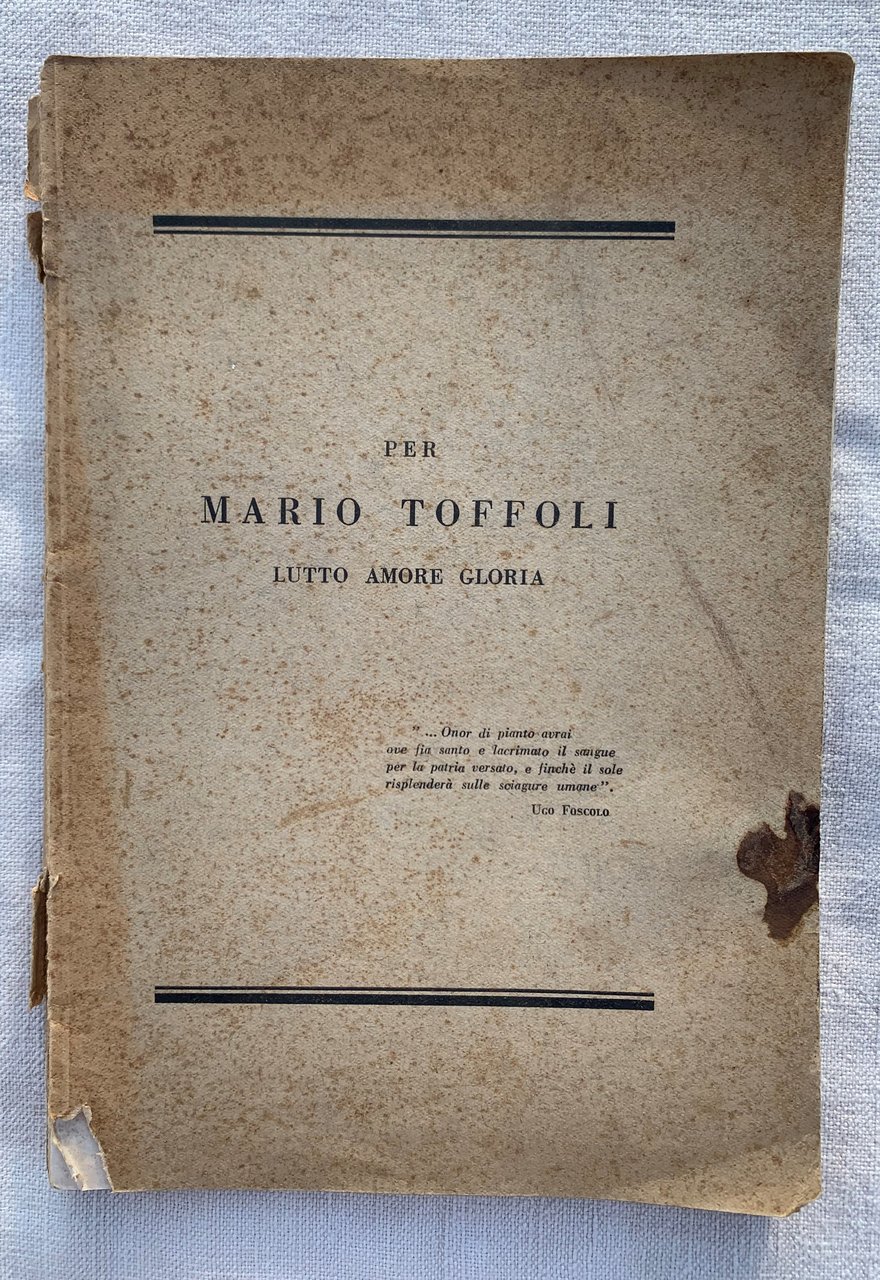 PER
MARIO TOFFOLI
LUTTO AMORE GLORIA
" ... Onor di pianto avrai
ove fia santo e lacrimato il sangue
per la patria versato, e finchè il sole
risplenderà sulle sciagure umane ".
UGO FOSCOLO